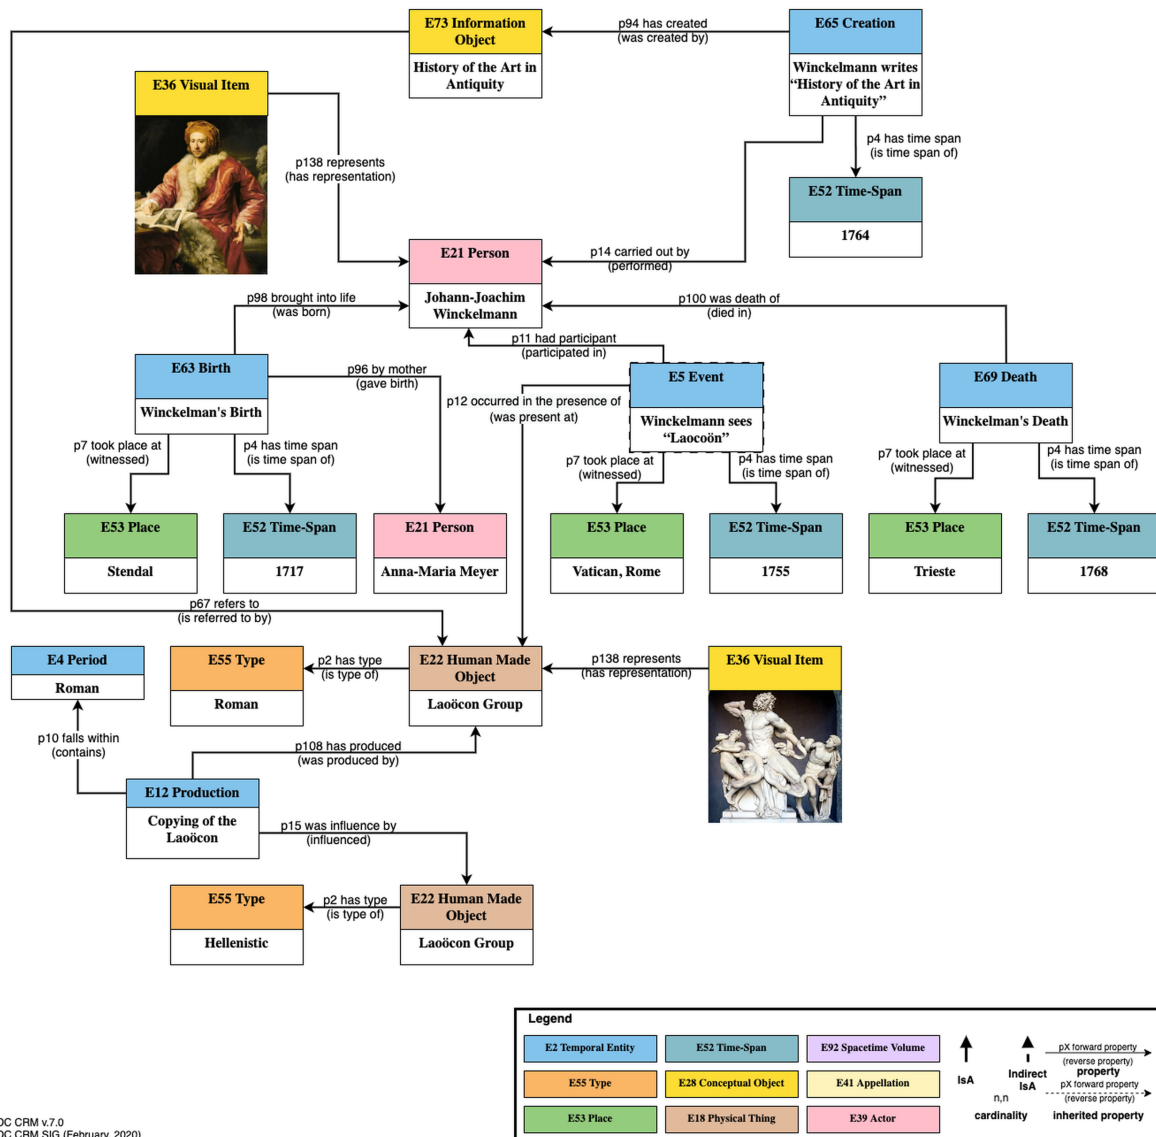 E73 Information
Object
History of the Art in
Antiquity
p94 has created
(was created by)
E65 Creation
Winckelmann writes
“History of the Art in
Antiquity”
E36 Visual Item
p138 represents
(has representation)
p4 has time span
(is time span of)
E52 Time-Span
1764
E21 Person
Johann-Joachim
Winckelmann
p14 carried out by
(performed)
p98 brought into life
(was born)
p100 was death of
(died in)
p11 had participant
(participated in)
E63 Birth
Winckelman's Birth
p96 by mother
(gave birth)
p12 occurred in the presence of
(was present at)
E5 Event
Winckelmann sees
“Laocoön”
E69 Death
Winckelman's Death
p7 took place at
(witnessed)
p4 has time span
(is time span of)
p7 took place at
(witnessed)
p4 has time span
(is time span of)
p7 took place at
(witnessed)
p4 has time span
(is time span of)
E53 Place
Stendal
E52 Time-Span
1717
E21 Person
Anna-Maria Meyer
E53 Place
Vatican, Rome
E52 Time-Span
1755
E53 Place
Trieste
E52 Time-Span
1768
p67 refers to
(is referred to by)
E4 Period
Roman
E55 Type
Roman
p2 has type
(is type of)
E22 Human Made
Object
Laoöcon Group
p138 represents
(has representation)
E36 Visual Item
p10 falls within
(contains)
p108 has produced
(was produced by)
E12 Production
Copying of the
Laoöcon
p15 was influence by
(influenced)
E55 Type
Hellenistic
p2 has type
(is type of)
E22 Human Made
Object
Laoöcon Group
Legend
E2 Temporal Entity
E52 Time-Span
E92 Spacetime Volume
E55 Type
E28 Conceptual Object
E41 Appellation
E53 Place
E18 Physical Thing
E39 Actor
IsA
Indirect
IsA
n,n
cardinality
pX forward property
(reverse property)
property
pX forward property
(reverse property)
inherited property
OC CRM v.7.0
OC CRM SIG (February, 2020)